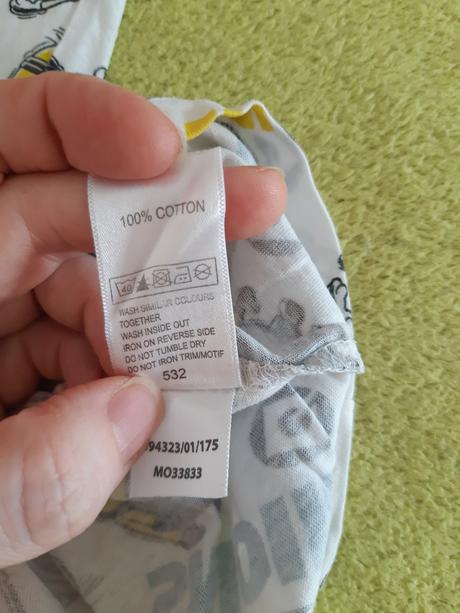 100% COTTON
40
WASH SIMILAR COLOURS
TOGETHER
WASH INSIDE OUT
IRON ON REVERSE SIDE
DO NOT TUMBLE DRY
DO NOT IRON TRIM/MOTIF
532
94323/01/175
MO33833